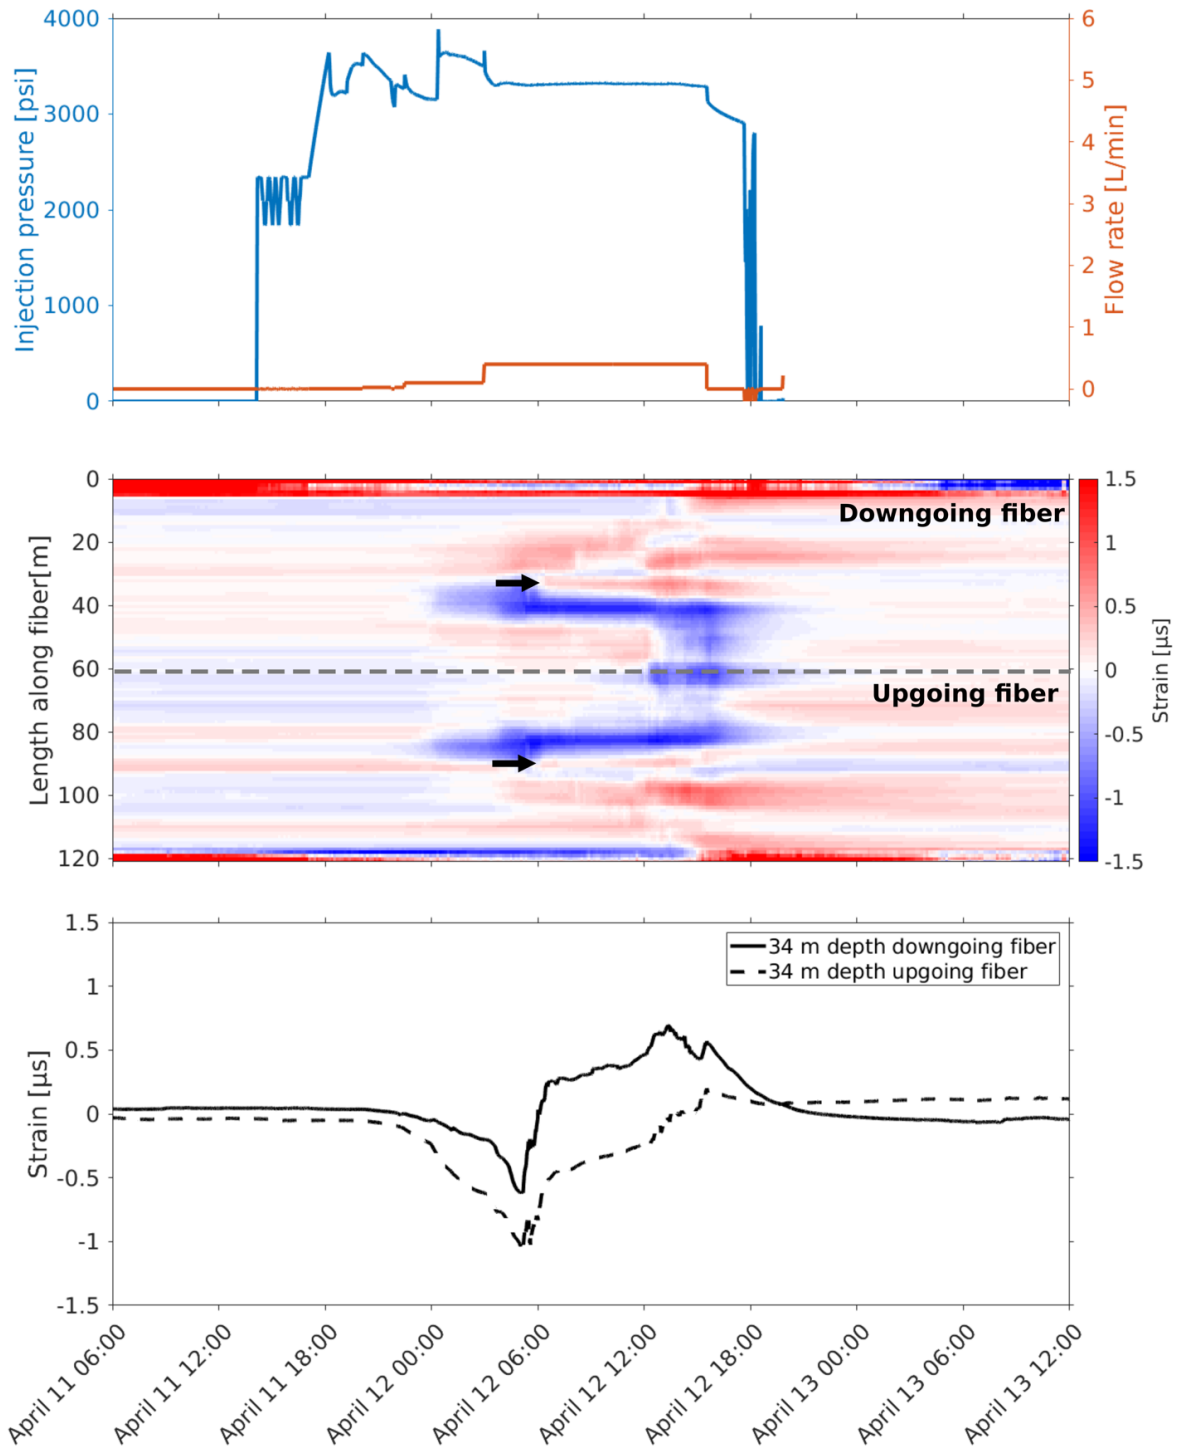 4000
3000
2000
1000
0
Injection pressure [psi]
6
5
4
3
2
1
0
Flow rate [L/min]
0
20
40
60
80
100
120
Length along fiber[m]
Downgoing fiber
Upgoing fiber
1.5
1
0.5
0
-0.5
-1
-1.5
Strain [µs]
1.5
1
0.5
0
-0.5
-1
-1.5
Strain [µs]
34 m depth downgoing fiber
34 m depth upgoing fiber
April 11 06:00
April 11 12:00
April 11 18:00
April 12 00:00
April 12 06:00
April 12 12:00
April 12 18:00
April 13 00:00
April 13 06:00
April 13 12:00